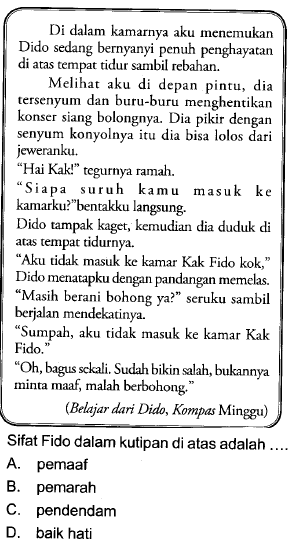 Di dalam kamarnya aku menemukan
Dido sedang bernyanyi penuh penghayatan
di atas tempat tidur sambil rebahan.
Melihat aku di depan pintu, dia
tersenyum dan buru-buru menghentikan
konser siang bolongnya. Dia pikir dengan
senyum konyolnya itu dia bisa lolos dari
jeweranku.
“Hai Kak!” tegurnya ramah.
“Siapa suruh kamu masuk ke
kamarku?”bentakku langsung.
Dido tampak kaget, kemudian dia duduk di
atas tempat tidurnya.
“Aku tidak masuk ke kamar Kak Fido kok,”
Dido menatapku dengan pandangan memelas.
“Masih berani bohong ya?” seruku sambil
berjalan mendekatinya.
“Sumpah, aku tidak masuk ke kamar Kak
Fido.”
“Oh, bagus sekali. Sudah bikin salah, bukannya
minta maaf, malah berbohong.”
(Belajar dari Dido, Kompas Minggu)
Sifat Fido dalam kutipan di atas adalah ....
A. pemaaf
B. pemarah
C. pendendam
D. baik hati